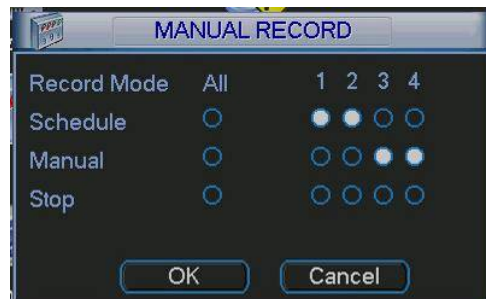 MANUAL RECORD
Record Mode All 1 2 3 4
Schedule
Manual
Stop
OK Cancel